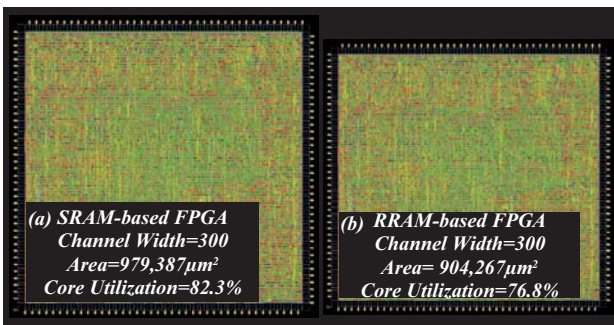 (a) SRAM-based FPGA
Channel Width=300
Area=979,387μm²
Core Utilization=82.3%
(b) RRAM-based FPGA
Channel Width=300
Area= 904,267μm²
Core Utilization=76.8%